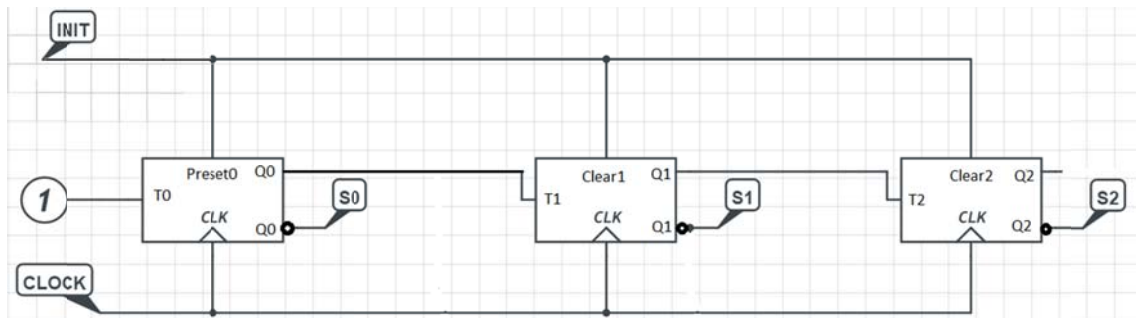 INIT
Preset0 Q0
T0
CLK
Q0
S0
Clear1 Q1
T1
CLK
Q1
S1
Clear2 Q2
T2
CLK
Q2
S2
1
CLOCK